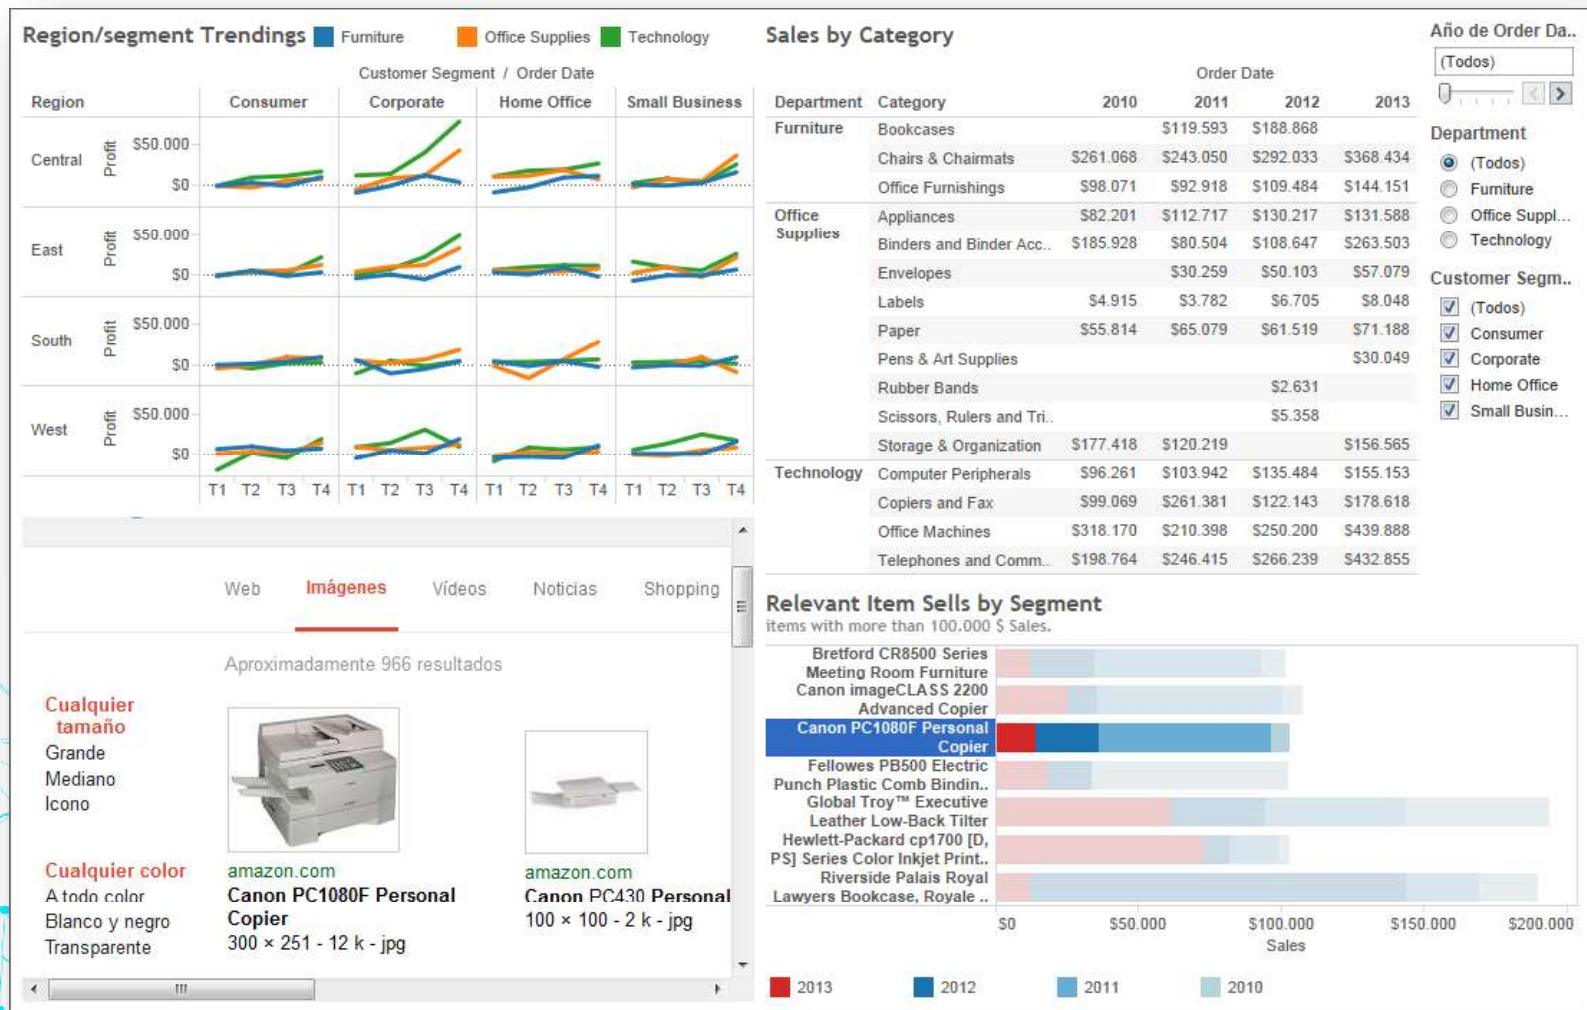 Region/segment Trendings Furniture Office Supplies Technology
Customer Segment / Order Date
Region Consumer Corporate Home Office Small Business
Central Profit $50.000 $0
East Profit $50.000 $0
South Profit $50.000 $0
West Profit $50.000 $0
T1 T2 T3 T4 T1 T2 T3 T4 T1 T2 T3 T4 T1 T2 T3 T4
Web Imágenes Vídeos Noticias Shopping
Aproximadamente 966 resultados
Cualquier
tamaño
Grande
Mediano
Icono
Cualquier color
A todo color
Blanco y negro
Transparente
amazon.com
Canon PC1080F Personal
Copier
300 × 251 - 12 k - jpg
amazon.com
Canon PC430 Personal
100 × 100 - 2 k - jpg
Sales by Category
Order Date
Department Category 2010 2011 2012 2013
Furniture Bookcases $119.593 $188.868
Chairs & Chairmats $261.068 $243.050 $292.033 $368.434
Office Furnishings $98.071 $92.918 $109.484 $144.151
Office Supplies Appliances $82.201 $112.717 $130.217 $131.588
Binders and Binder Acc.. $185.928 $80.504 $108.647 $263.503
Envelopes $30.259 $50.103 $57.079
Labels $4.915 $3.782 $6.705 $8.048
Paper $55.814 $65.079 $61.519 $71.188
Pens & Art Supplies $30.049
Rubber Bands $2.631
Scissors, Rulers and Tri.. $5.358
Storage & Organization $177.418 $120.219 $156.565
Technology Computer Peripherals $96.261 $103.942 $135.484 $155.153
Copiers and Fax $99.069 $261.381 $122.143 $178.618
Office Machines $318.170 $210.398 $250.200 $439.888
Telephones and Comm.. $198.764 $246.415 $266.239 $432.855
Año de Order Da..
(Todos)
Department
(Todos)
Furniture
Office Suppl...
Technology
Customer Segm..
(Todos)
Consumer
Corporate
Home Office
Small Busin...
Relevant Item Sells by Segment
items with more than 100.000 $ Sales.
Bretford CR8500 Series
Meeting Room Furniture
Canon imageCLASS 2200
Advanced Copier
Canon PC1080F Personal
Copier
Fellowes PB500 Electric
Punch Plastic Comb Bindin..
Global Troy™ Executive
Leather Low-Back Tilter
Hewlett-Packard cp1700 [D,
PS] Series Color Inkjet Print..
Riverside Palais Royal
Lawyers Bookcase, Royale ..
$0 $50.000 $100.000 $150.000 $200.000
Sales
2013 2012 2011 2010